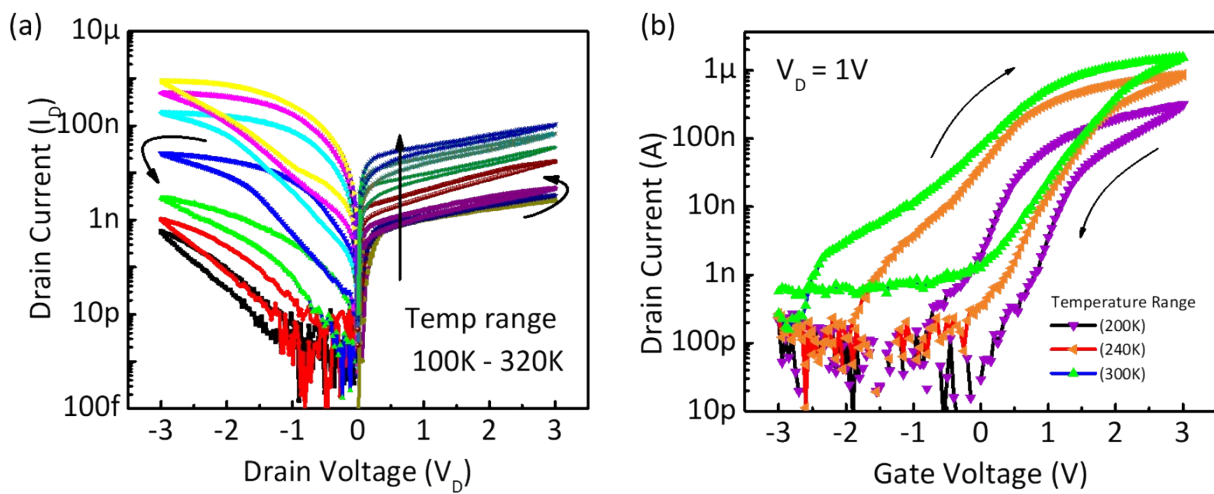 (a)
10μ
100n
1n
10p
100f
Drain Current (I_D)
-3 -2 -1 0 1 2 3
Drain Voltage (V_D)
Temp range
100K - 320K
(b)
V_D = 1V
1μ
100n
10n
1n
100p
10p
Drain Current (A)
-3 -2 -1 0 1 2 3
Gate Voltage (V)
Temperature Range
(200K)
(240K)
(300K)